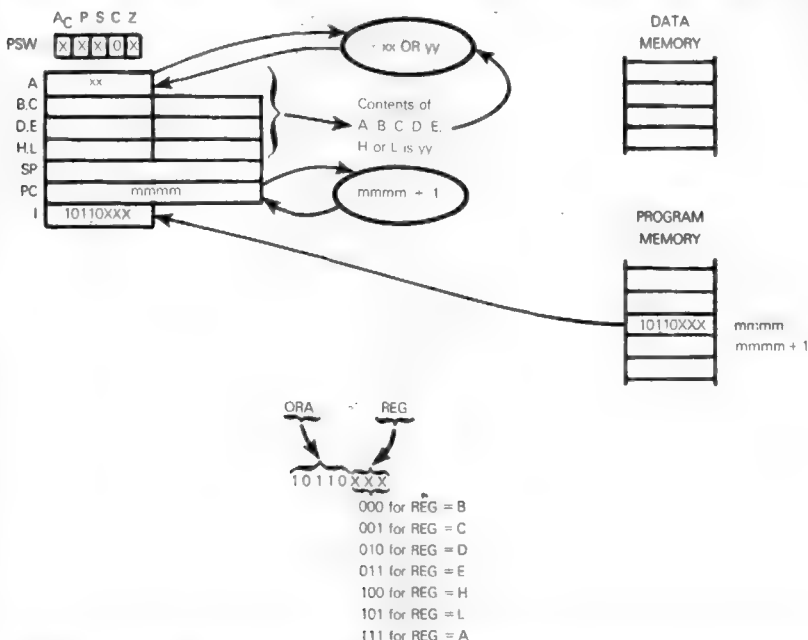 AC P S C Z
PSW X X X 0 X
A xx
B,C
D,E
H,L
SP
PC mmmm
I 10110XXX
xx OR yy
Contents of
A B C D E,
H or L is yy
mmmm + 1
DATA
MEMORY
PROGRAM
MEMORY
10110XXX mmmm
mmmm + 1
ORA REG
10110XXX
000 for REG = B
001 for REG = C
010 for REG = D
011 for REG = E
100 for REG = H
101 for REG = L
111 for REG = A